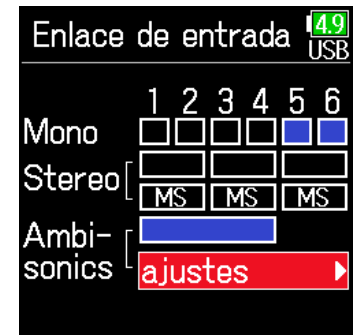 Enlace de entrada 4.9
USB
1 2 3 4 5 6
Mono
Stereo
MS MS MS
Ambi-
sonics
ajustes